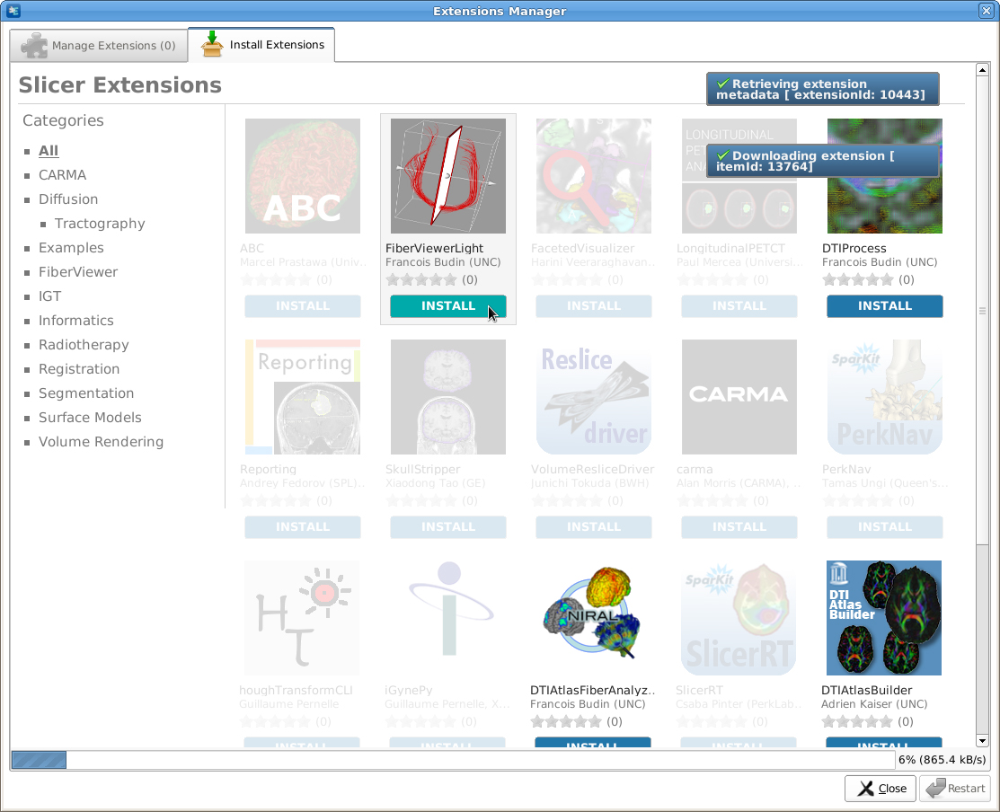 Extensions Manager
Manage Extensions (0)
Install Extensions
Slicer Extensions
✓ Retrieving extension
metadata [ extensionId: 10443]
✓ Downloading extension [
itemId: 13764]
Categories
All
CARMA
Diffusion
Tractography
Examples
FiberViewer
IGT
Informatics
Radiotherapy
Registration
Segmentation
Surface Models
Volume Rendering
ABC
ABC
Marcel Prastawa (Univ..
(0)
INSTALL
FiberViewerLight
Francois Budin (UNC)
(0)
INSTALL
FacetedVisualizer
Harini Veeraraghavan..
(0)
INSTALL
LONGITUDINAL
PET
ANA
LongitudinalPETCT
Paul Mercea (Universi...
(0)
INSTALL
DTIProcess
Francois Budin (UNC)
(0)
INSTALL
Reporting
Reporting
Andrey Fedorov (SPL)..
(0)
INSTALL
SkullStripper
Xiaodong Tao (GE)
(0)
INSTALL
Reslice
driver
VolumeResliceDriver
Junichi Tokuda (BWH)
(0)
INSTALL
CARMA
carma
Alan Morris (CARMA), ..
(0)
INSTALL
SparKit
PerkNav
PerkNav
Tamas Ungi (Queen's...
(0)
INSTALL
HT
houghTransformCLI
Guillaume Pernelle
(0)
INSTALL
iGynePy
Guillaume Pernelle, X...
(0)
INSTALL
NIRAL
DTIAtlasFiberAnalyz..
Francois Budin (UNC)
(0)
INSTALL
SparKit
SlicerRT
SlicerRT
Csaba Pinter (PerkLab..
(0)
INSTALL
DTI
Atlas
Builder
DTIAtlasBuilder
Adrien Kaiser (UNC)
(0)
INSTALL
6% (865.4 kB/s)
Close
Restart